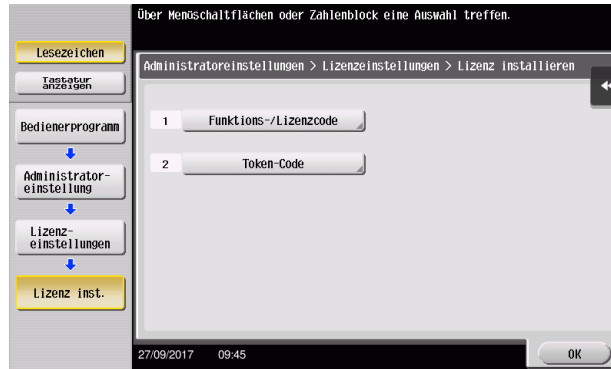 Über Menüschaltflächen oder Zahlenblock eine Auswahl treffen.
Lesezeichen
Tastatur
anzeigen
Bedienerprogramm
Administrator-
einstellung
Lizenz-
einstellungen
Lizenz inst.
Administratoreinstellungen > Lizenzeinstellungen > Lizenz installieren
1 Funktions-/Lizenzcode
2 Token-Code
27/09/2017 09:45
OK